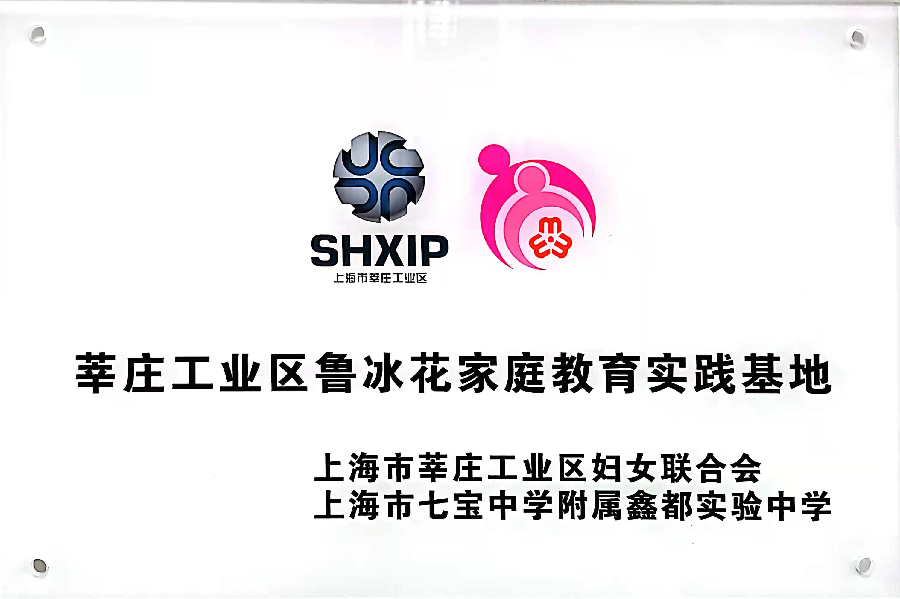 SHXIP
上海市莘庄工业区
莘庄工业区鲁冰花家庭教育实践基地
上海市莘庄工业区妇女联合会
上海市七宝中学附属鑫都实验中学